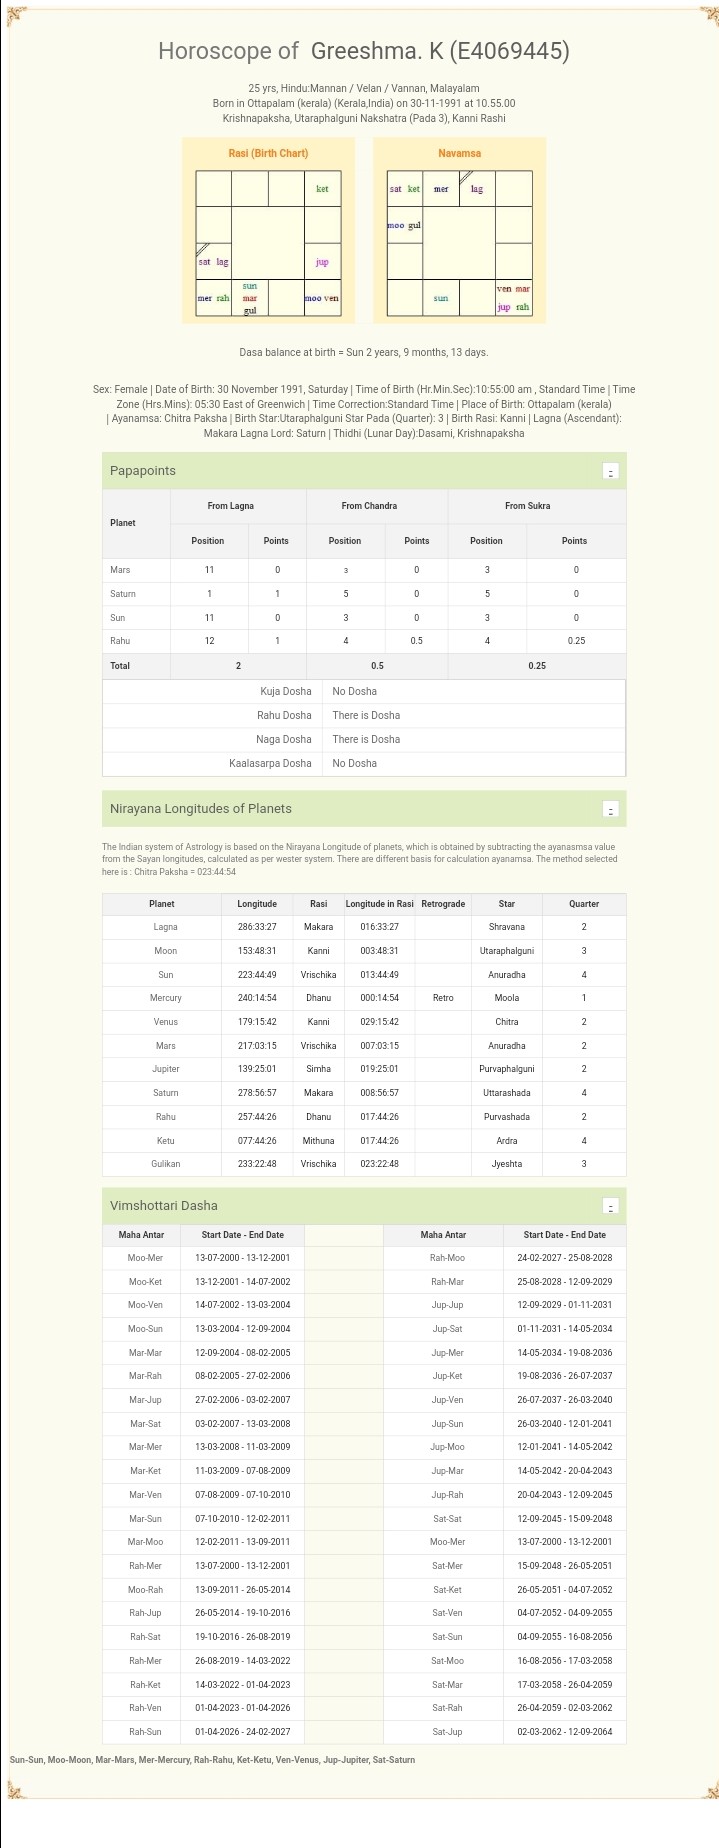 Horoscope of Greeshma. K (E4069445)
25 yrs, Hindu:Mannan / Velan / Vannan, Malayalam
Born in Ottapalam (kerala) (Kerala,India) on 30-11-1991 at 10.55.00
Krishnapaksha, Utaraphalguni Nakshatra (Pada 3), Kanni Rashi
Rasi (Birth Chart)
ket
sat lag
jup
mer rah
sun
mar
gul
moo ven
Navamsa
sat ket
mer
lag
moo gul
sun
ven mar
jup rah
Dasa balance at birth = Sun 2 years, 9 months, 13 days.
Sex: Female | Date of Birth: 30 November 1991, Saturday | Time of Birth (Hr.Min.Sec):10:55:00 am , Standard Time | Time
Zone (Hrs.Mins): 05:30 East of Greenwich | Time Correction:Standard Time | Place of Birth: Ottapalam (kerala)
| Ayanamsa: Chitra Paksha | Birth Star:Utaraphalguni Star Pada (Quarter): 3 | Birth Rasi: Kanni | Lagna (Ascendant):
Makara Lagna Lord: Saturn | Thidhi (Lunar Day):Dasami, Krishnapaksha
Papapoints -
Planet From Lagna From Chandra From Sukra
Position Points Position Points Position Points
Mars 11 0 3 0 3 0
Saturn 1 1 5 0 5 0
Sun 11 0 3 0 3 0
Rahu 12 1 4 0.5 4 0.25
Total 2 0.5 0.25
Kuja Dosha No Dosha
Rahu Dosha There is Dosha
Naga Dosha There is Dosha
Kaalasarpa Dosha No Dosha
Nirayana Longitudes of Planets -
The Indian system of Astrology is based on the Nirayana Longitude of planets, which is obtained by subtracting the ayanasmsa value
from the Sayan longitudes, calculated as per wester system. There are different basis for calculation ayanamsa. The method selected
here is : Chitra Paksha = 023:44:54
Planet Longitude Rasi Longitude in Rasi Retrograde Star Quarter
Lagna 286:33:27 Makara 016:33:27 Shravana 2
Moon 153:48:31 Kanni 003:48:31 Utaraphalguni 3
Sun 223:44:49 Vrischika 013:44:49 Anuradha 4
Mercury 240:14:54 Dhanu 000:14:54 Retro Moola 1
Venus 179:15:42 Kanni 029:15:42 Chitra 2
Mars 217:03:15 Vrischika 007:03:15 Anuradha 2
Jupiter 139:25:01 Simha 019:25:01 Purvaphalguni 2
Saturn 278:56:57 Makara 008:56:57 Uttarashada 4
Rahu 257:44:26 Dhanu 017:44:26 Purvashada 2
Ketu 077:44:26 Mithuna 017:44:26 Ardra 4
Gulikan 233:22:48 Vrischika 023:22:48 Jyeshta 3
Vimshottari Dasha -
Maha Antar Start Date - End Date Maha Antar Start Date - End Date
Moo-Mer 13-07-2000 - 13-12-2001 Rah-Moo 24-02-2027 - 25-08-2028
Moo-Ket 13-12-2001 - 14-07-2002 Rah-Mar 25-08-2028 - 12-09-2029
Moo-Ven 14-07-2002 - 13-03-2004 Jup-Jup 12-09-2029 - 01-11-2031
Moo-Sun 13-03-2004 - 12-09-2004 Jup-Sat 01-11-2031 - 14-05-2034
Mar-Mar 12-09-2004 - 08-02-2005 Jup-Mer 14-05-2034 - 19-08-2036
Mar-Rah 08-02-2005 - 27-02-2006 Jup-Ket 19-08-2036 - 26-07-2037
Mar-Jup 27-02-2006 - 03-02-2007 Jup-Ven 26-07-2037 - 26-03-2040
Mar-Sat 03-02-2007 - 13-03-2008 Jup-Sun 26-03-2040 - 12-01-2041
Mar-Mer 13-03-2008 - 11-03-2009 Jup-Moo 12-01-2041 - 14-05-2042
Mar-Ket 11-03-2009 - 07-08-2009 Jup-Mar 14-05-2042 - 20-04-2043
Mar-Ven 07-08-2009 - 07-10-2010 Jup-Rah 20-04-2043 - 12-09-2045
Mar-Sun 07-10-2010 - 12-02-2011 Sat-Sat 12-09-2045 - 15-09-2048
Mar-Moo 12-02-2011 - 13-09-2011 Moo-Mer 13-07-2000 - 13-12-2001
Rah-Mer 13-07-2000 - 13-12-2001 Sat-Mer 15-09-2048 - 26-05-2051
Moo-Rah 13-09-2011 - 26-05-2014 Sat-Ket 26-05-2051 - 04-07-2052
Rah-Jup 26-05-2014 - 19-10-2016 Sat-Ven 04-07-2052 - 04-09-2055
Rah-Sat 19-10-2016 - 26-08-2019 Sat-Sun 04-09-2055 - 16-08-2056
Rah-Mer 26-08-2019 - 14-03-2022 Sat-Moo 16-08-2056 - 17-03-2058
Rah-Ket 14-03-2022 - 01-04-2023 Sat-Mar 17-03-2058 - 26-04-2059
Rah-Ven 01-04-2023 - 01-04-2026 Sat-Rah 26-04-2059 - 02-03-2062
Rah-Sun 01-04-2026 - 24-02-2027 Sat-Jup 02-03-2062 - 12-09-2064
Sun-Sun, Moo-Moon, Mar-Mars, Mer-Mercury, Rah-Rahu, Ket-Ketu, Ven-Venus, Jup-Jupiter, Sat-Saturn